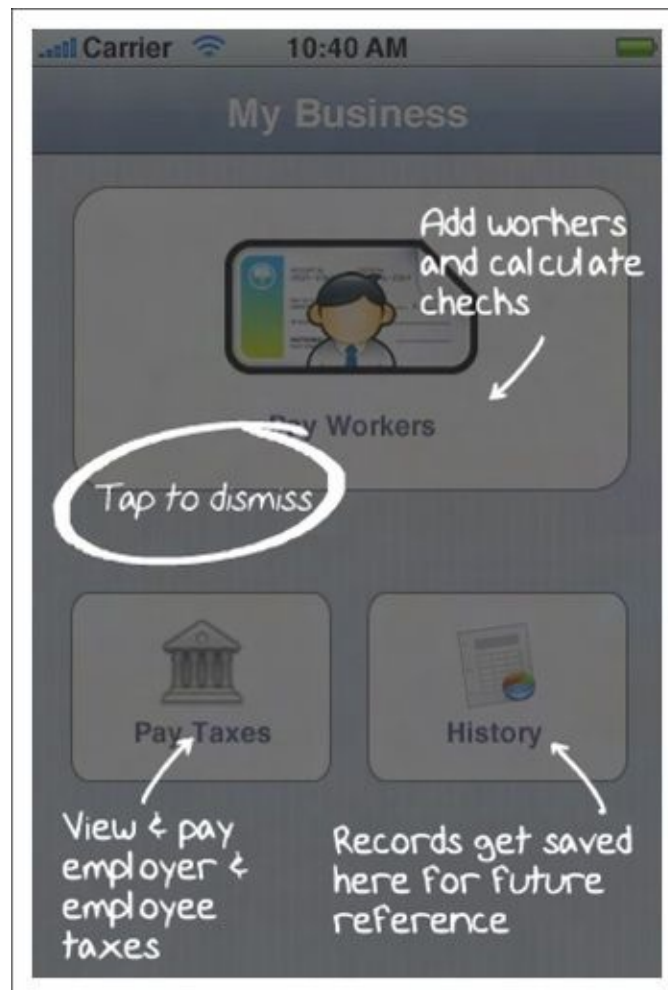 Carrier 10:40 AM
My Business
Add workers
and calculate
checks
Pay Workers
Tap to dismiss
Pay Taxes
History
View & pay
employer &
employee
taxes
Records get saved
here for future
reference